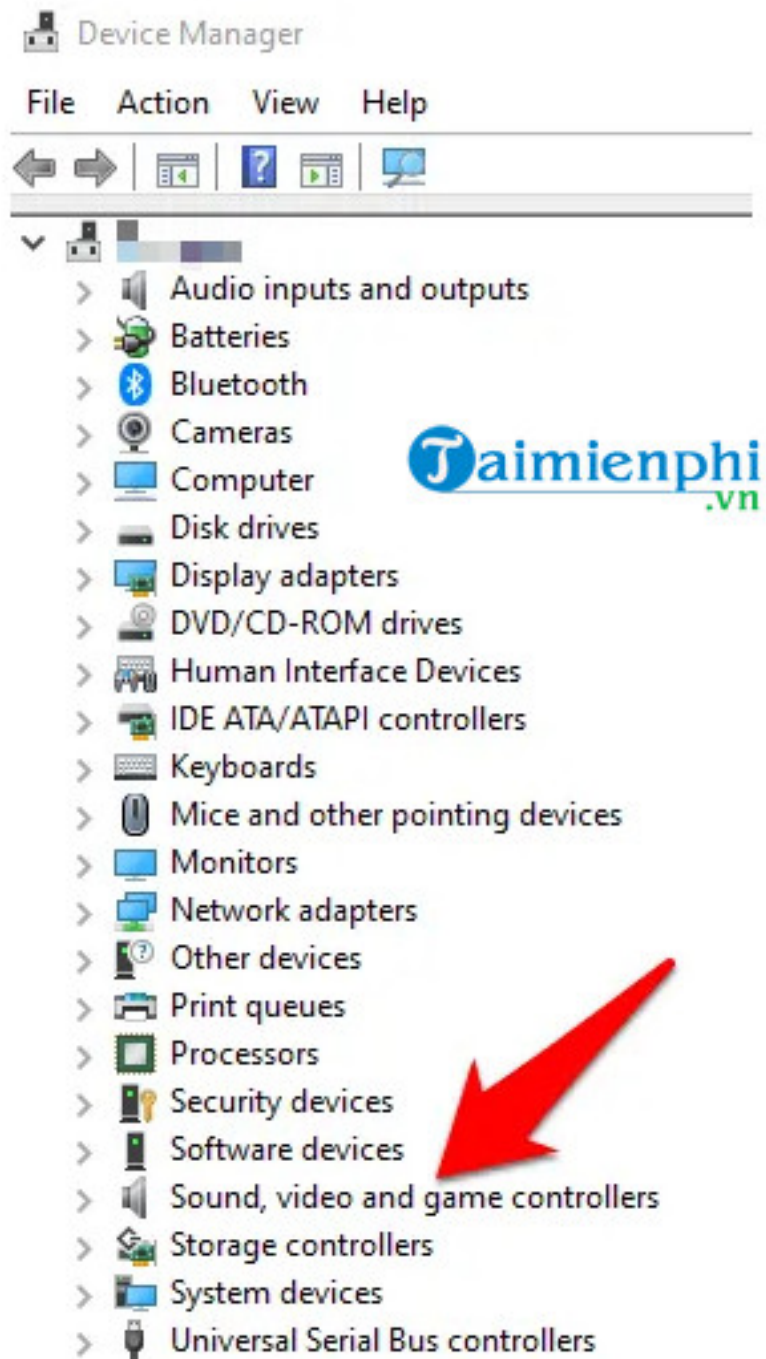 Device Manager
File Action View Help
Audio inputs and outputs
Batteries
Bluetooth
Cameras
Taimienphi
.vn
Computer
Disk drives
Display adapters
DVD/CD-ROM drives
Human Interface Devices
IDE ATA/ATAPI controllers
Keyboards
Mice and other pointing devices
Monitors
Network adapters
Other devices
Print queues
Processors
Security devices
Software devices
Sound, video and game controllers
Storage controllers
System devices
Universal Serial Bus controllers